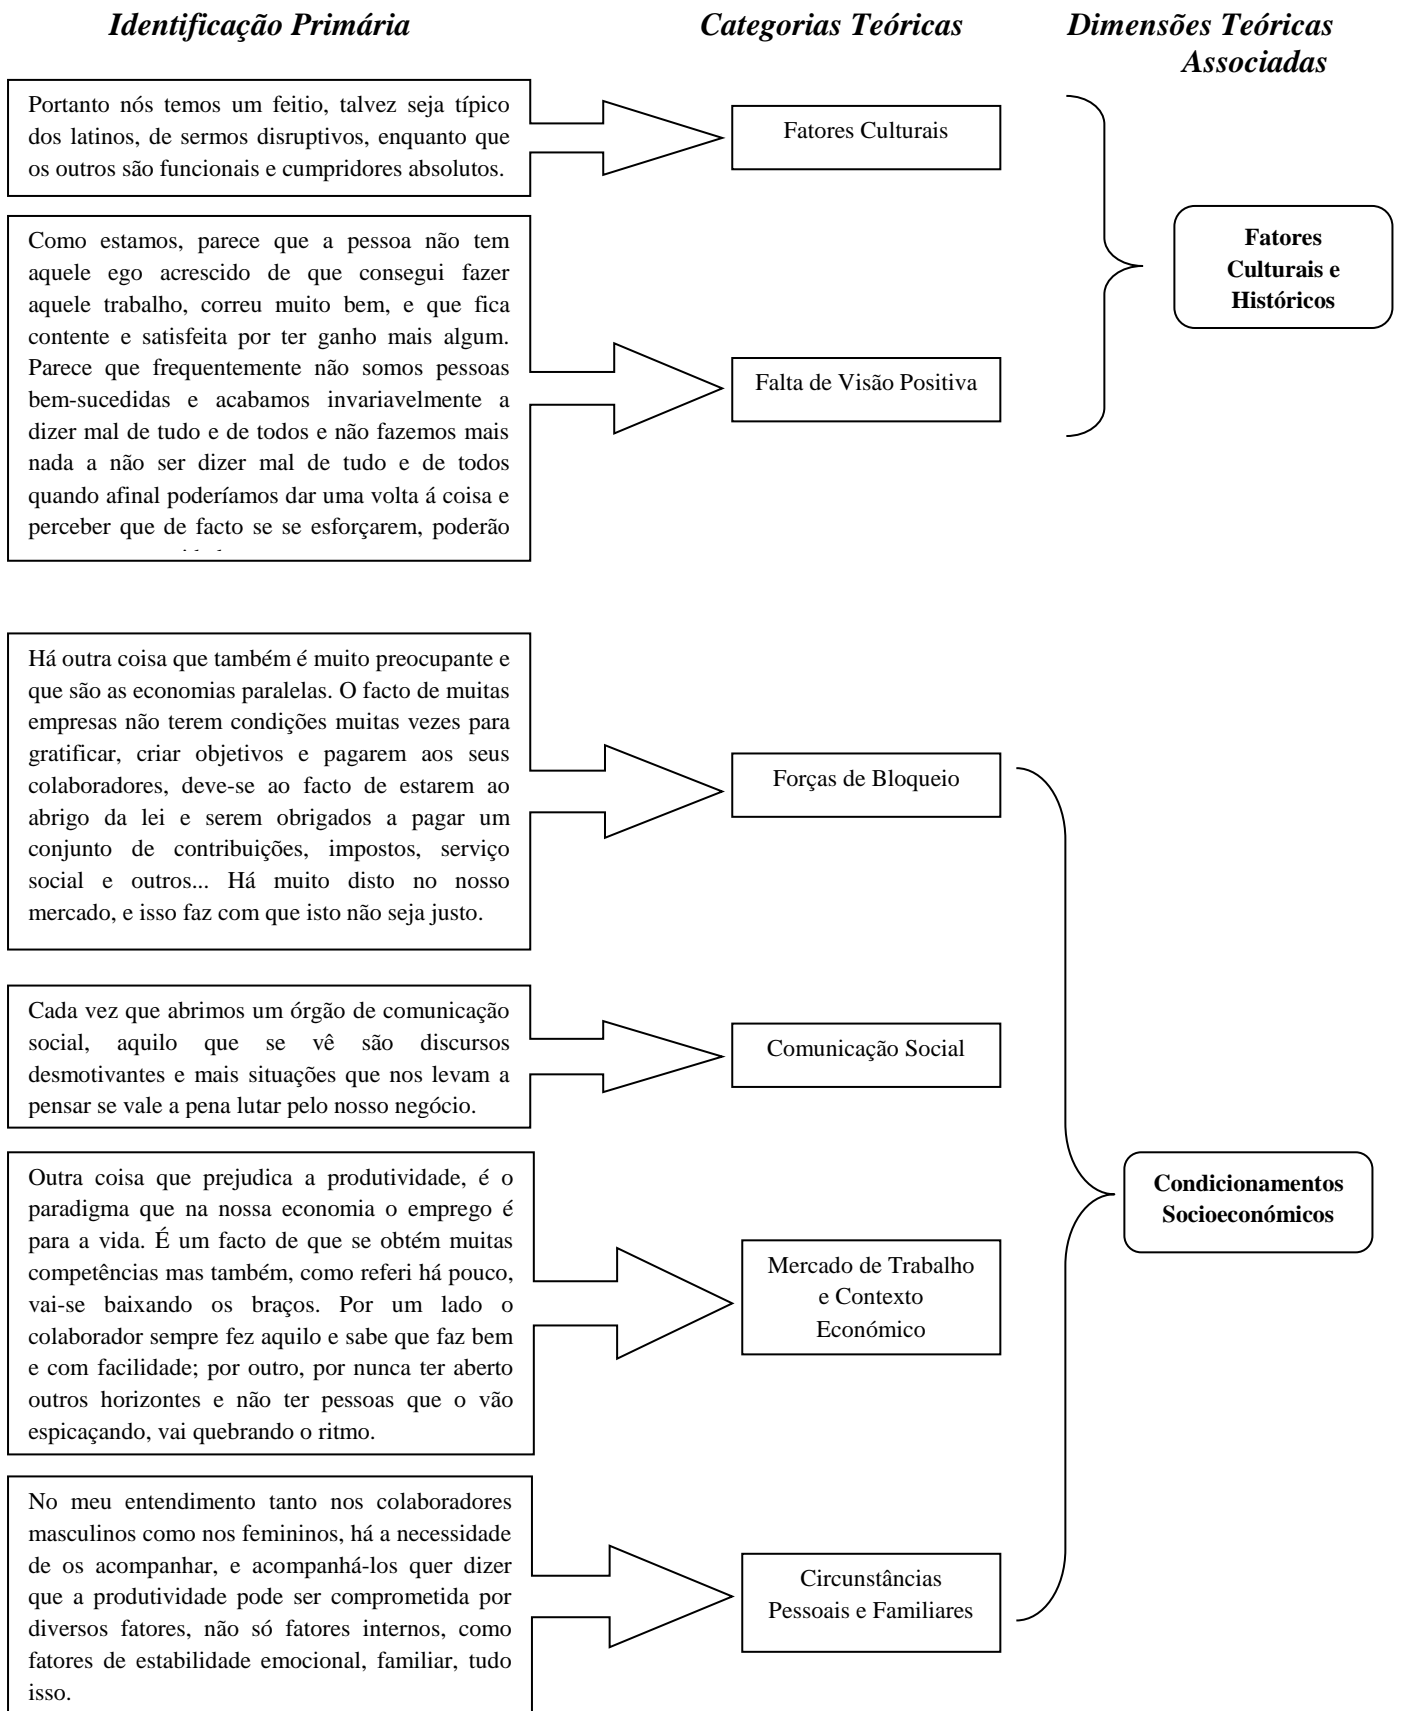 Identificação Primária
Categorias Teóricas
Dimensões Teóricas
Associadas
Portanto nós temos um feitio, talvez seja típico
dos latinos, de sermos disruptivos, enquanto que
os outros são funcionais e cumpridores absolutos.
Fatores Culturais
Como estamos, parece que a pessoa não tem
aquele ego acrescido de que consegui fazer
aquele trabalho, correu muito bem, e que fica
contente e satisfeita por ter ganho mais algum.
Parece que frequentemente não somos pessoas
bem-sucedidas e acabamos invariavelmente a
dizer mal de tudo e de todos e não fazemos mais
nada a não ser dizer mal de tudo e de todos
quando afinal poderíamos dar uma volta á coisa e
perceber que de facto se se esforçarem, poderão
Falta de Visão Positiva
Fatores
Culturais e
Históricos
Há outra coisa que também é muito preocupante e
que são as economias paralelas. O facto de muitas
empresas não terem condições muitas vezes para
gratificar, criar objetivos e pagarem aos seus
colaboradores, deve-se ao facto de estarem ao
abrigo da lei e serem obrigados a pagar um
conjunto de contribuições, impostos, serviço
social e outros... Há muito disto no nosso
mercado, e isso faz com que isto não seja justo.
Forças de Bloqueio
Cada vez que abrimos um órgão de comunicação
social, aquilo que se vê são discursos
desmotivantes e mais situações que nos levam a
pensar se vale a pena lutar pelo nosso negócio.
Comunicação Social
Outra coisa que prejudica a produtividade, é o
paradigma que na nossa economia o emprego é
para a vida. É um facto de que se obtém muitas
competências mas também, como referi há pouco,
vai-se baixando os braços. Por um lado o
colaborador sempre fez aquilo e sabe que faz bem
e com facilidade; por outro, por nunca ter aberto
outros horizontes e não ter pessoas que o vão
espicaçando, vai quebrando o ritmo.
Mercado de Trabalho
e Contexto
Económico
No meu entendimento tanto nos colaboradores
masculinos como nos femininos, há a necessidade
de os acompanhar, e acompanhá-los quer dizer
que a produtividade pode ser comprometida por
diversos fatores, não só fatores internos, como
fatores de estabilidade emocional, familiar, tudo
isso.
Circunstâncias
Pessoais e Familiares
Condicionamentos
Socioeconómicos